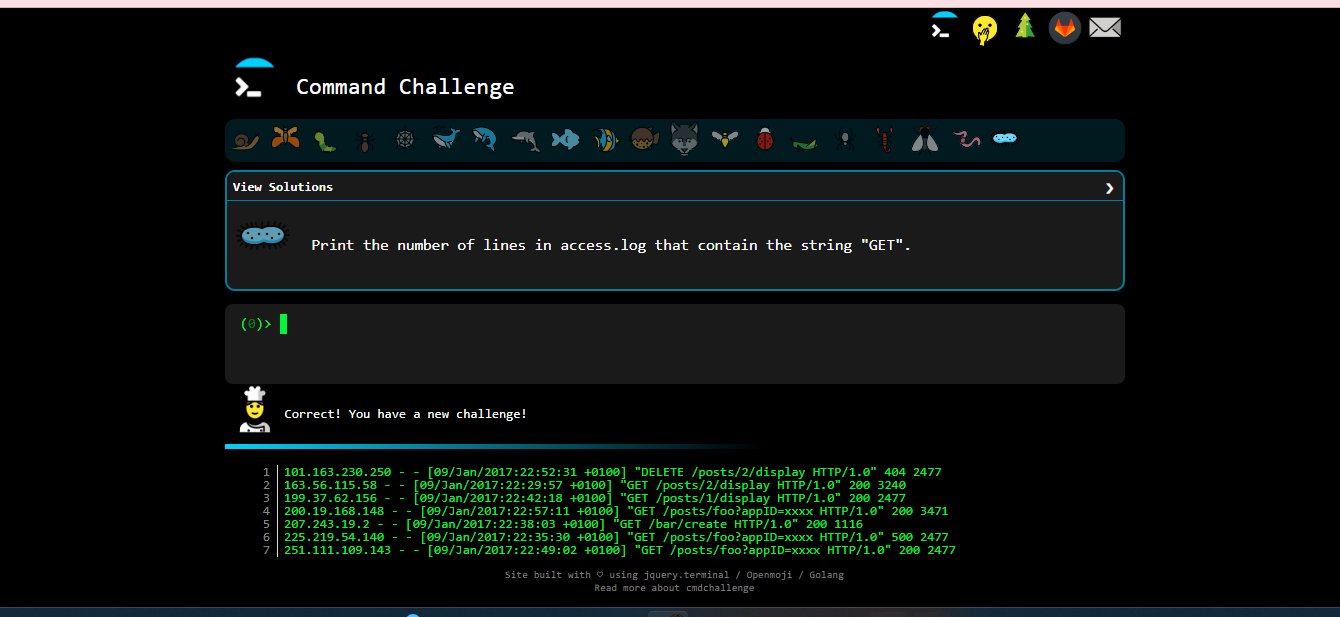 Command Challenge
View Solutions
Print the number of lines in access.log that contain the string "GET".
(0)>
Correct! You have a new challenge!
1 101.163.230.250 - - [09/Jan/2017:22:52:31 +0100] "DELETE /posts/2/display HTTP/1.0" 404 2477
2 163.56.115.58 - - [09/Jan/2017:22:29:57 +0100] "GET /posts/2/display HTTP/1.0" 200 3240
3 199.37.62.156 - - [09/Jan/2017:22:42:18 +0100] "GET /posts/1/display HTTP/1.0" 200 2477
4 200.19.168.148 - - [09/Jan/2017:22:57:11 +0100] "GET /posts/foo?appID=xxxx HTTP/1.0" 200 3471
5 207.243.19.2 - - [09/Jan/2017:22:38:03 +0100] "GET /bar/create HTTP/1.0" 200 1116
6 225.219.54.140 - - [09/Jan/2017:22:35:30 +0100] "GET /posts/foo?appID=xxxx HTTP/1.0" 500 2477
7 251.111.109.143 - - [09/Jan/2017:22:49:02 +0100] "GET /posts/foo?appID=xxxx HTTP/1.0" 200 2477
Site built with ♡ using jquery.terminal / Openmoji / Golang
Read more about cmdchallenge